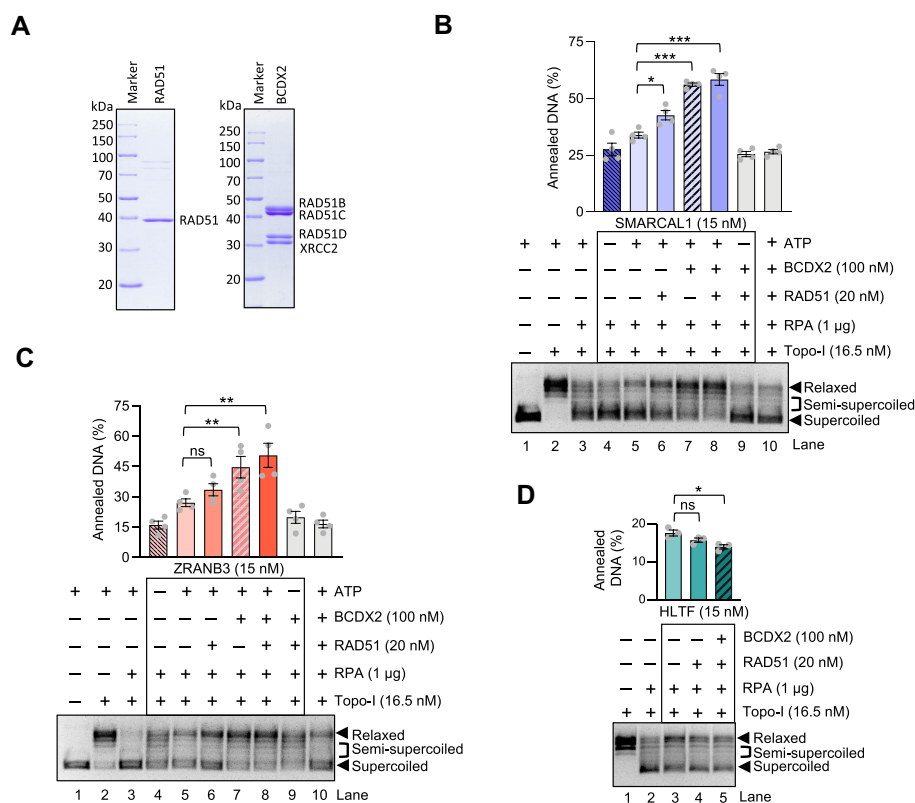 A
Marker
RAD51
kDa
250
150
100
70
50
40
30
20
RAD51
Marker
BCDX2
kDa
250
150
100
70
50
40
30
20
RAD51B
RAD51C
RAD51D
XRCC2
B
Annealed DNA (%)
75
50
25
0
***
***
*
SMARCAL1 (15 nM)
+ + + − + + + + − + ATP
− − − − − − + + + + BCDX2 (100 nM)
− − − − − + − + + + RAD51 (20 nM)
− − + + + + + + + + RPA (1 µg)
− + + + + + + + + + Topo-I (16.5 nM)
Relaxed
Semi-supercoiled
Supercoiled
1 2 3 4 5 6 7 8 9 10 Lane
C
Annealed DNA (%)
75
60
45
30
15
0
**
**
ns
ZRANB3 (15 nM)
+ + + − + + + + − + ATP
− − − − − − + + + + BCDX2 (100 nM)
− − − − − + − + + + RAD51 (20 nM)
− − + + + + + + + + RPA (1 µg)
− + + + + + + + + + Topo-I (16.5 nM)
Relaxed
Semi-supercoiled
Supercoiled
1 2 3 4 5 6 7 8 9 10 Lane
D
Annealed
DNA (%)
20
15
10
5
0
*
ns
HLTF (15 nM)
− − − − + BCDX2 (100 nM)
− − − + + RAD51 (20 nM)
− + + + + RPA (1 µg)
+ + + + + Topo-I (16.5 nM)
Relaxed
Semi-supercoiled
Supercoiled
1 2 3 4 5 Lane